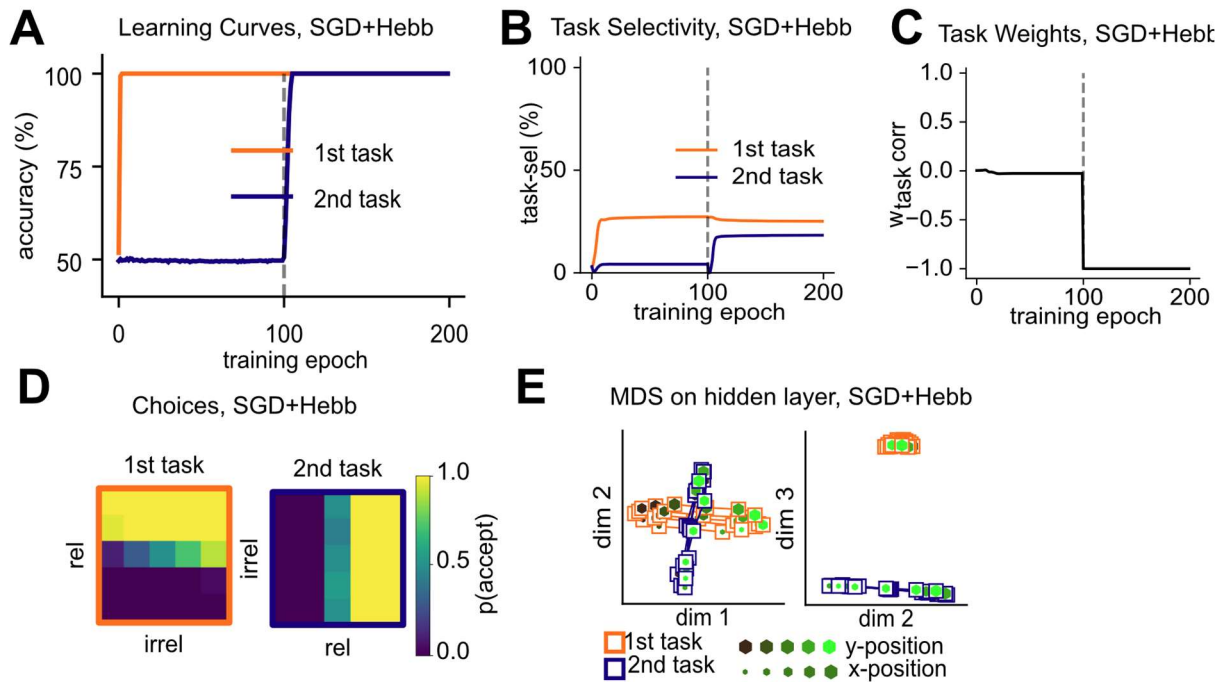 A
Learning Curves, SGD+Hebb
accuracy (%)
100
75
50
1st task
2nd task
0
100
200
training epoch
B
Task Selectivity, SGD+Hebb
task-sel (%)
100
50
0
1st task
2nd task
0
100
200
training epoch
C
Task Weights, SGD+Hebb
wtask corr
1.0
0.5
0.0
−0.5
−1.0
0
100
200
training epoch
D
Choices, SGD+Hebb
1st task
rel
irrel
2nd task
irrel
rel
1.0
0.5
0.0
p(accept)
E
MDS on hidden layer, SGD+Hebb
dim 2
dim 1
dim 3
dim 2
1st task
2nd task
y-position
x-position